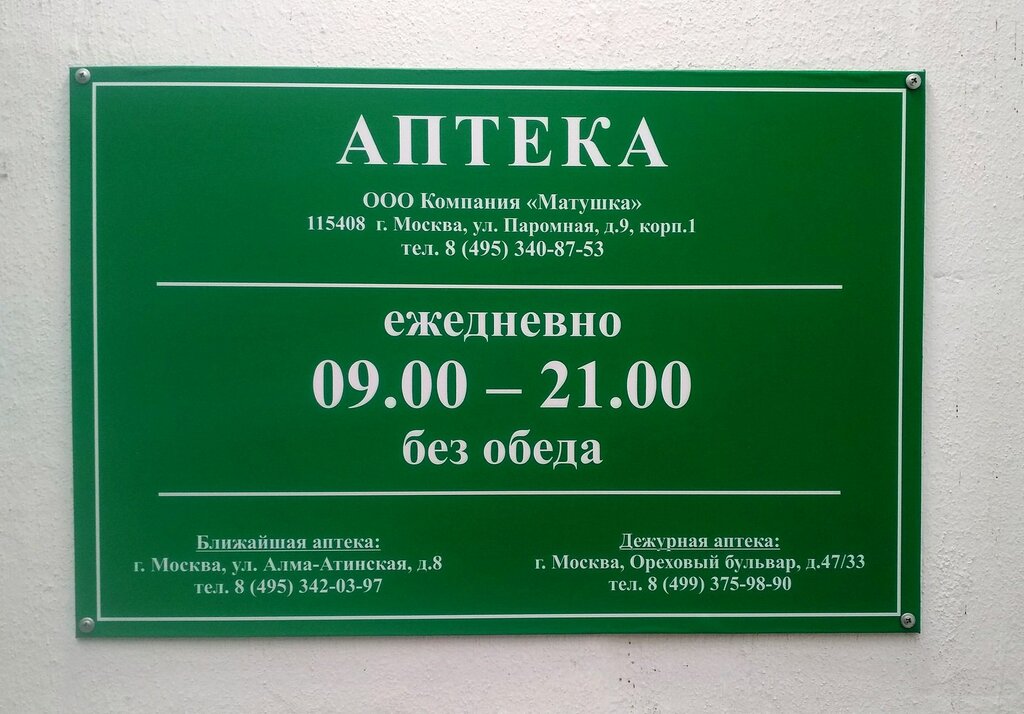 АПТЕКА
ООО Компания «Матушка»
115408 г. Москва, ул. Паромная, д.9, корп.1
тел. 8 (495) 340-87-53
ежедневно
09.00 – 21.00
без обеда
Ближайшая аптека:
г. Москва, ул. Алма-Атинская, д.8
тел. 8 (495) 342-03-97
Дежурная аптека:
г. Москва, Ореховый бульвар, д.47/33
тел. 8 (499) 375-98-90